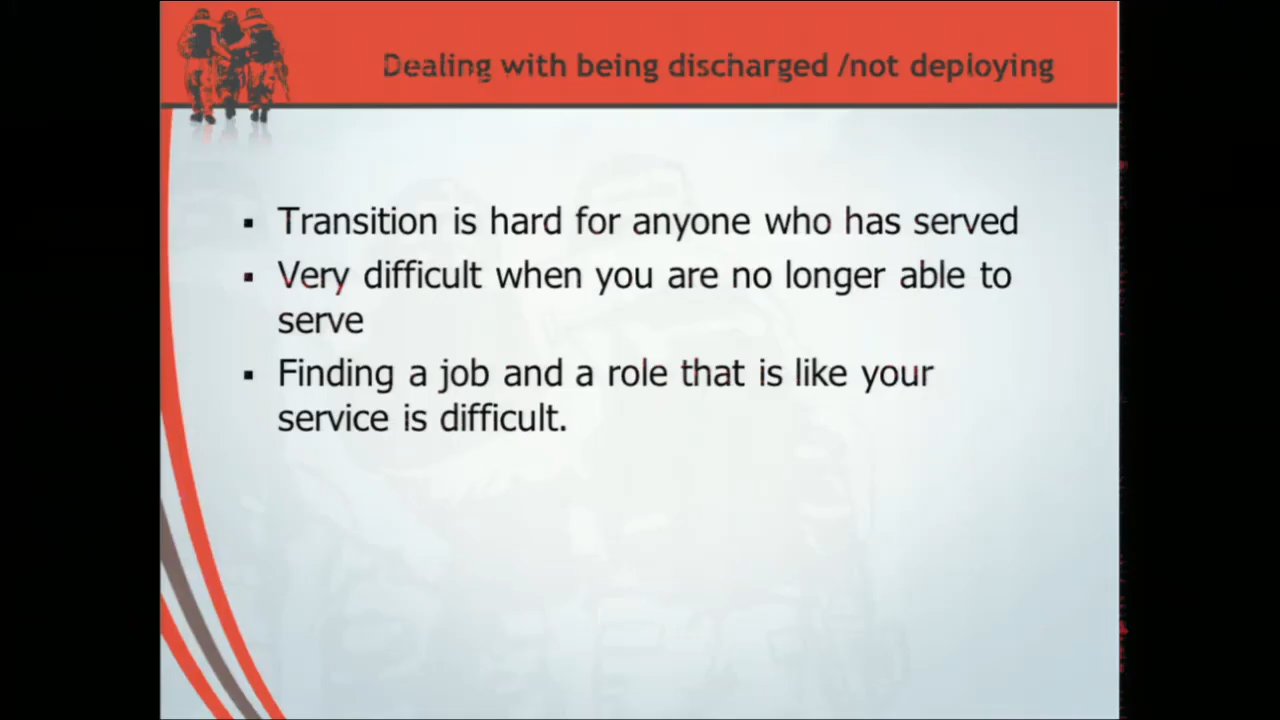 Dealing with being discharged /not deploying
▪ Transition is hard for anyone who has served
▪ Very difficult when you are no longer able to
serve
▪ Finding a job and a role that is like your
service is difficult.